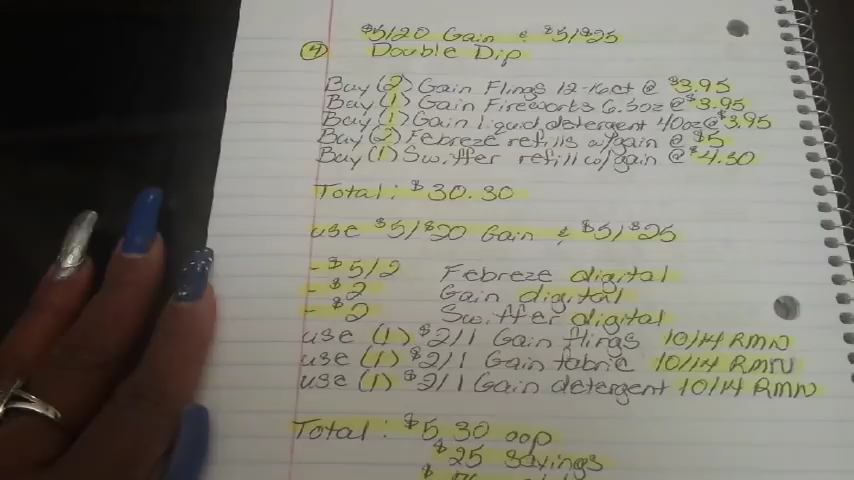 $5/20 Gain & $5/$25
④ Double Dip
Buy (2) Gain Flings 12-16ct @ $3.95
Buy (1) Gain Fireworks 6.5oz @ $3.95
Buy (1) Gain liquid detergent 40oz @ $3.95
Buy (2) Febreze refills w/gain @ $5
Buy (1) Swiffer refill w/gain @ $4.50
Total: $30.30
use $5/$20 Gain & $5/$25
- $5/2 Febreze digital
- $2 Gain digital
- $2 Swiffer digital
use (1) $2/1 Gain flings 10/14 RMN
use (1) $2/1 Gain fabric 10/14 RMN
use (1) $2/1 Gain detergent 10/14 RMN
Total: $5.30 oop
$25 savings
$